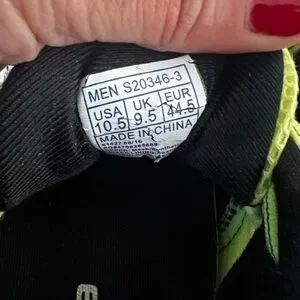 MEN S20346-3
USA UK EUR
10.5 9.5 44.5
MADE IN CHINA